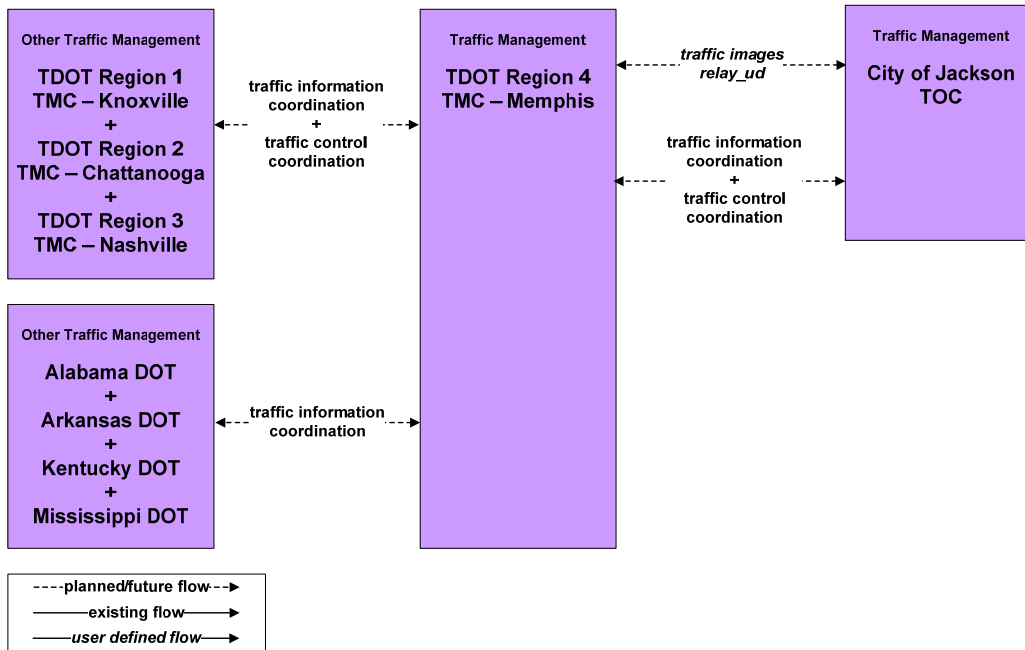 Other Traffic Management
TDOT Region 1
TMC – Knoxville
+
TDOT Region 2
TMC – Chattanooga
+
TDOT Region 3
TMC – Nashville
traffic information
coordination
+
traffic control
coordination
Traffic Management
TDOT Region 4
TMC – Memphis
traffic images
relay_ud
traffic information
coordination
+
traffic control
coordination
Traffic Management
City of Jackson
TOC
Other Traffic Management
Alabama DOT
+
Arkansas DOT
+
Kentucky DOT
+
Mississippi DOT
traffic information
coordination
planned/future flow
existing flow
user defined flow